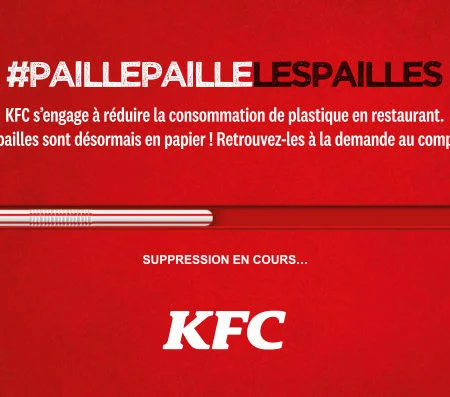 #PAILLEPAILLELESPAILLES
KFC s'engage à réduire la consommation de plastique en restaurant.
pailles sont désormais en papier ! Retrouvez-les à la demande au comp
SUPPRESSION EN COURS...
KFC